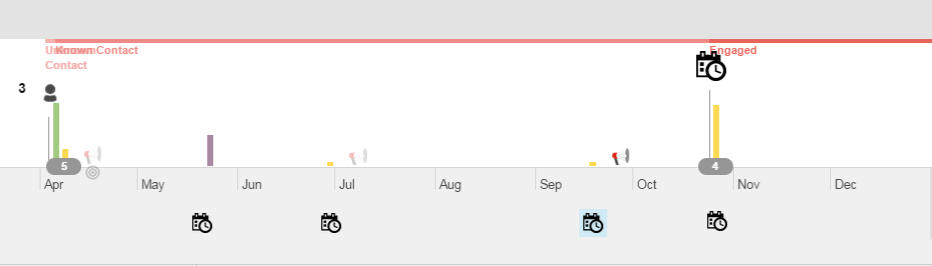 Unknown Contact
Known Contact
Engaged
3
5
4
Apr May Jun Jul Aug Sep Oct Nov Dec